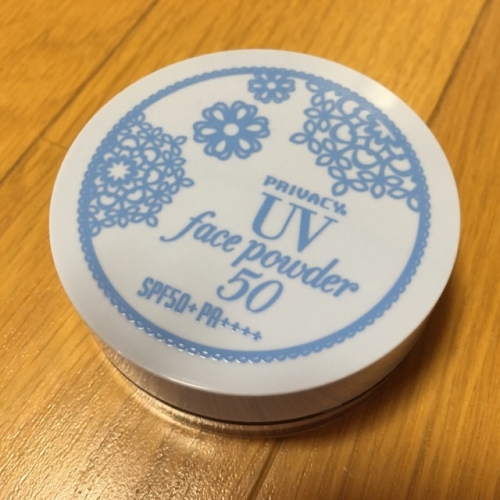 PRIVACY
UV
face powder
50
SPF50+PA++++